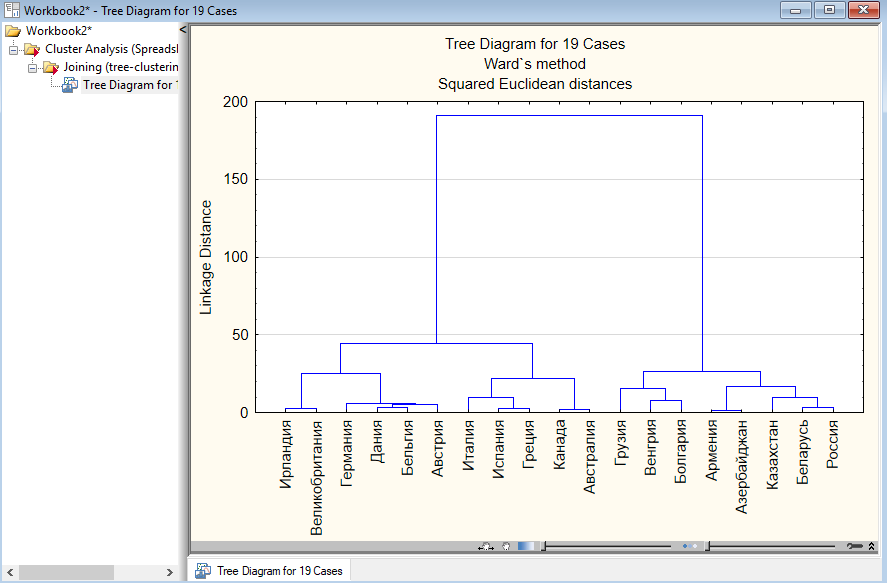 Workbook2* - Tree Diagram for 19 Cases
Workbook2*
Cluster Analysis (Spreadsl
Joining (tree-clusterin
Tree Diagram for 1
Tree Diagram for 19 Cases
Ward`s method
Squared Euclidean distances
200
150
100
50
0
Linkage Distance
Ирландия
Великобритания
Германия
Дания
Бельгия
Австрия
Италия
Испания
Греция
Канада
Австралия
Грузия
Венгрия
Болгария
Армения
Азербайджан
Казахстан
Беларусь
Россия
Tree Diagram for 19 Cases